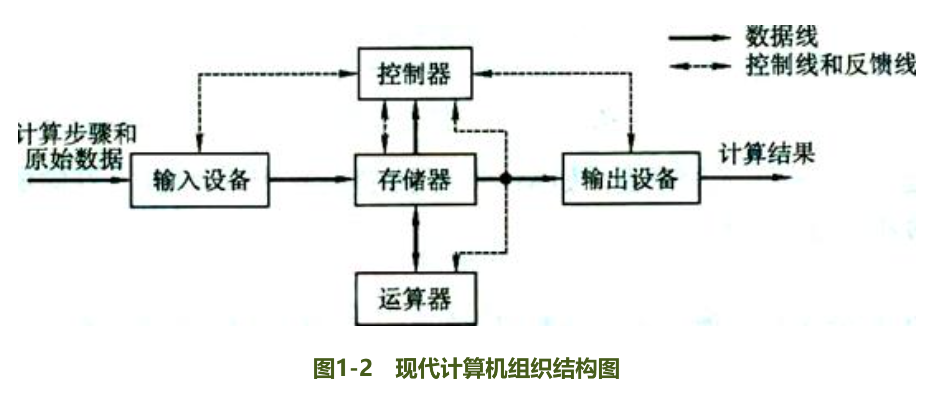 数据线
控制线和反馈线
控制器
计算步骤和
原始数据
输入设备
存储器
输出设备
计算结果
运算器
图1-2 现代计算机组织结构图